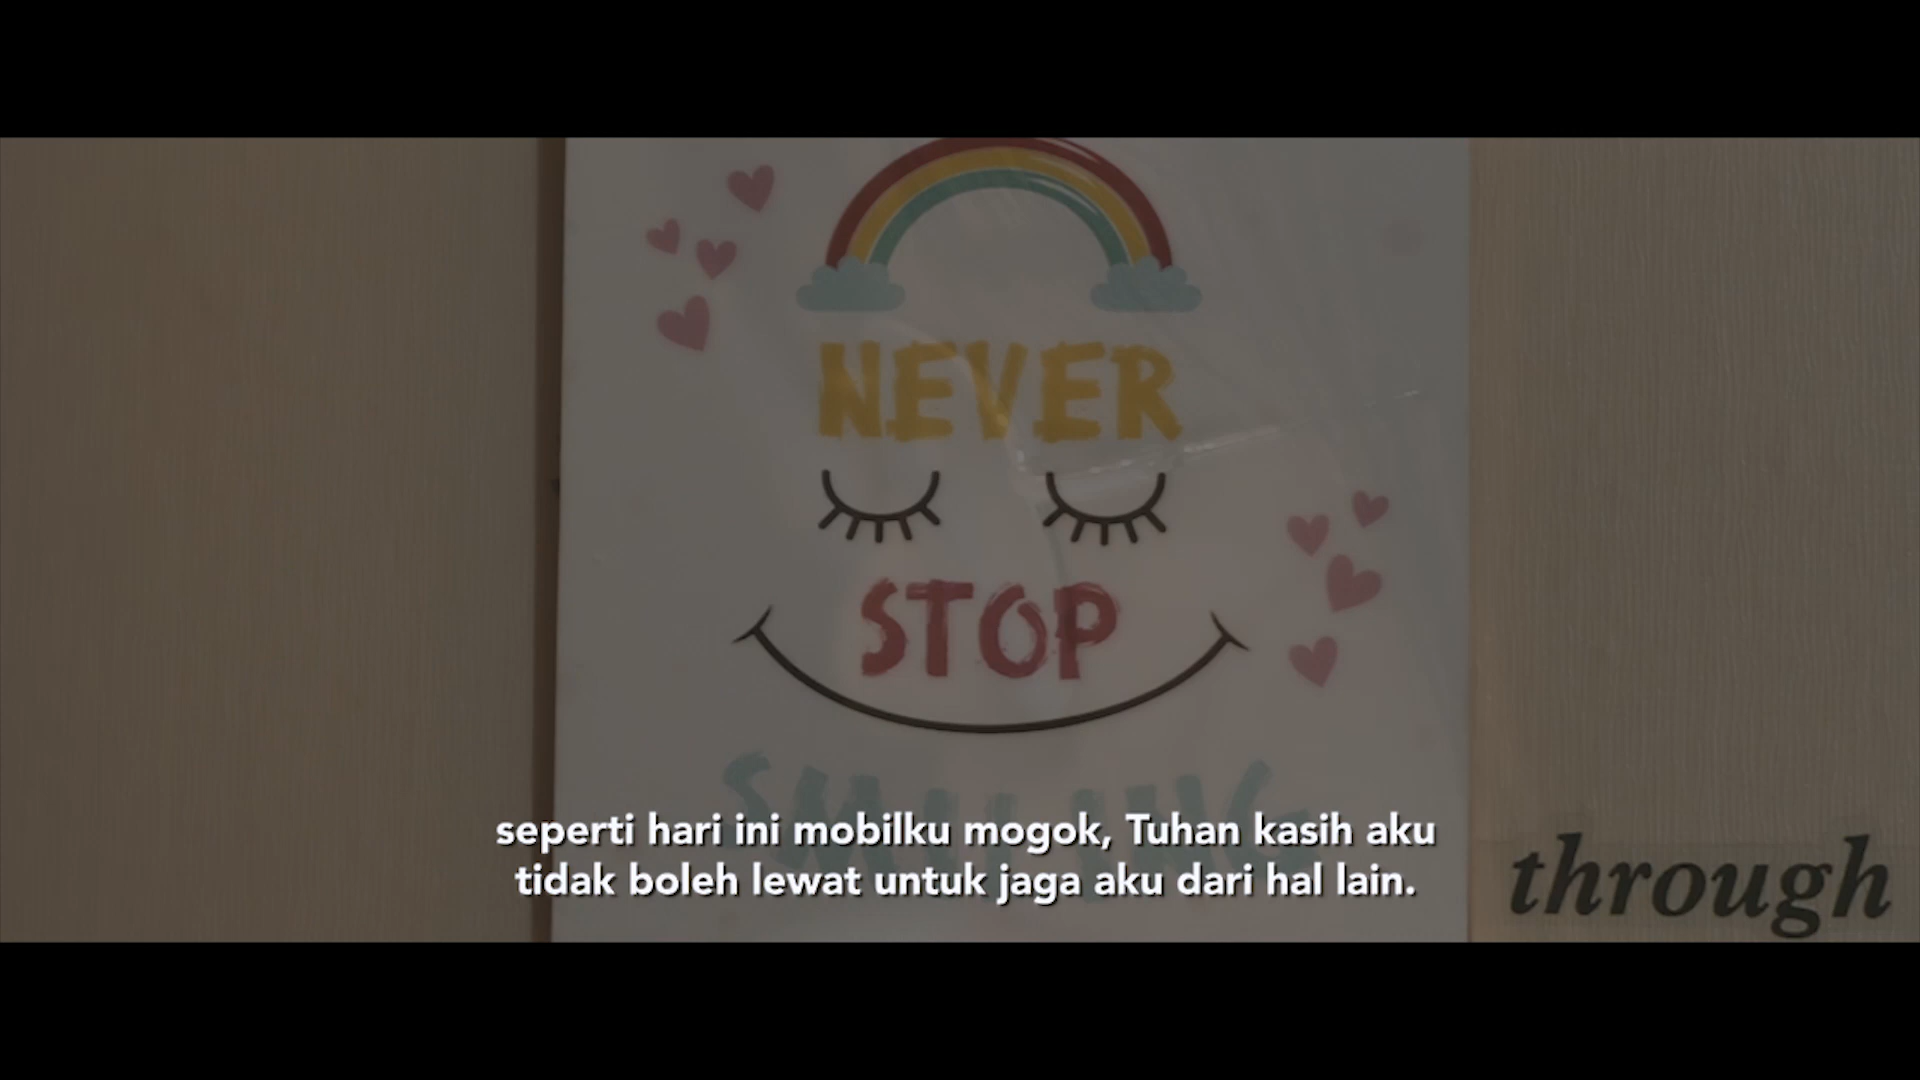 NEVER
STOP
SMILING
seperti hari ini mobilku mogok, Tuhan kasih aku
tidak boleh lewat untuk jaga aku dari hal lain.
through